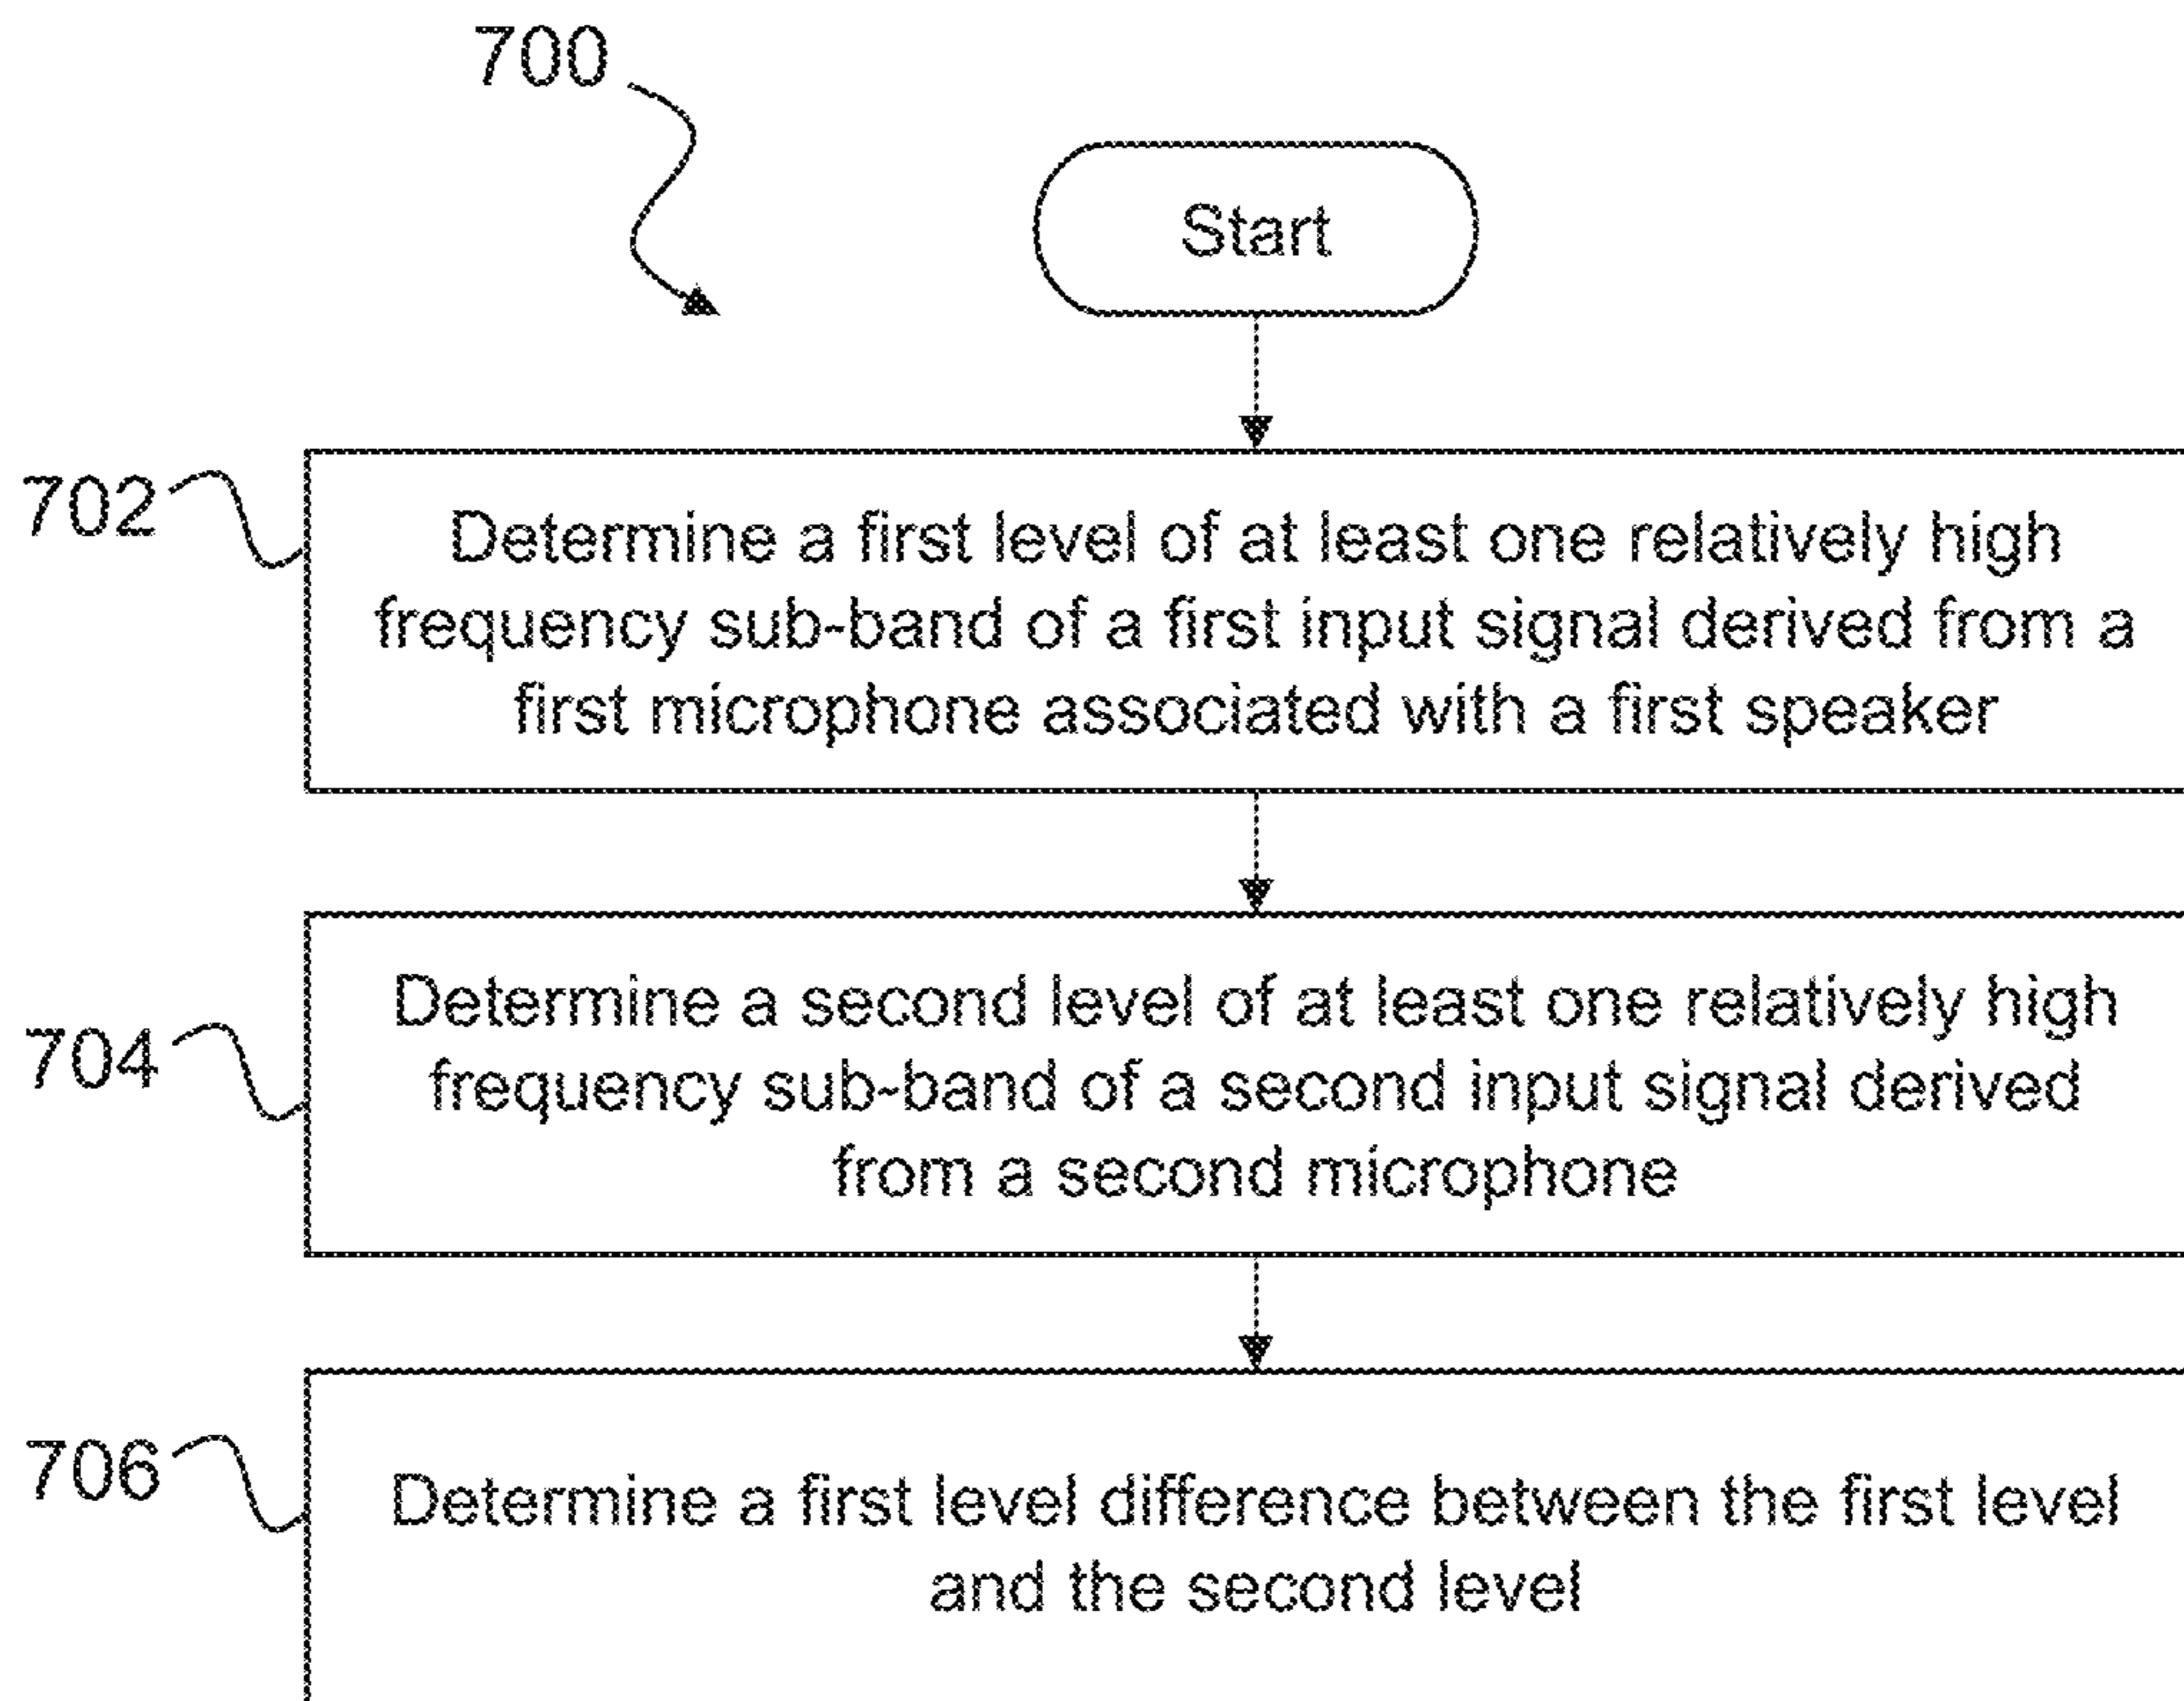 700
Start
702
Determine a first level of at least one relatively high
frequency sub-band of a first input signal derived from a
first microphone associated with a first speaker
704
Determine a second level of at least one relatively high
frequency sub-band of a second input signal derived
from a second microphone
706
Determine a first level difference between the first level
and the second level